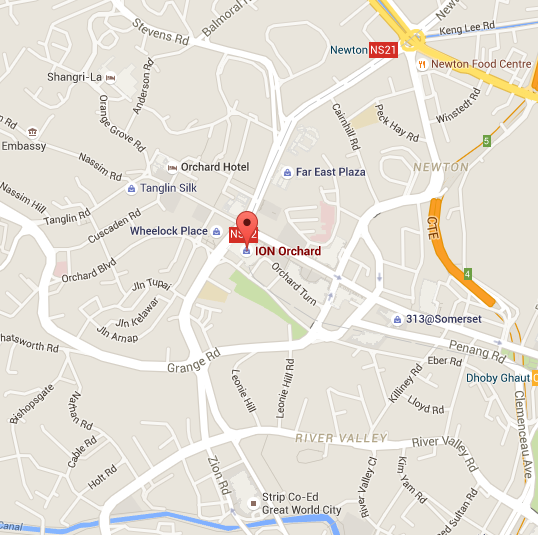 Balmoral R
Stevens Rd
Newton
NS21
Keng Lee Rd
Newton Food Centre
Shangri-La
Anderson Rd
Orange Grove Rd
Cairnhill Rd
Peck Hay Rd
Winstedt Rd
Embassy
Nassim Rd
Orchard Hotel
Far East Plaza
NEWTON
5
Tanglin Silk
Nassim Hill
Tanglin Rd
Cuscaden Rd
Wheelock Place
ION Orchard
CTE
Orchard Blvd
Orchard Turn
4
Jln Tupai
Jln Kelawar
Jln Arnap
313@Somerset
hatsworth Rd
Grange Rd
Penang Rd
Eber Rd
Dhoby Ghaut
Bishopsgate
Nathan Rd
Leonie Hill
Leonie Hill Rd
Killiney Rd
Lloyd Rd
Clemenceau Ave
Cable Rd
RIVER VALLEY
River Valley Rd
Holt Rd
Zion Rd
River Valley Cl
Kim Yam Rd
Strip Co-Ed
Great World City
Canal
ed Sultan Rd